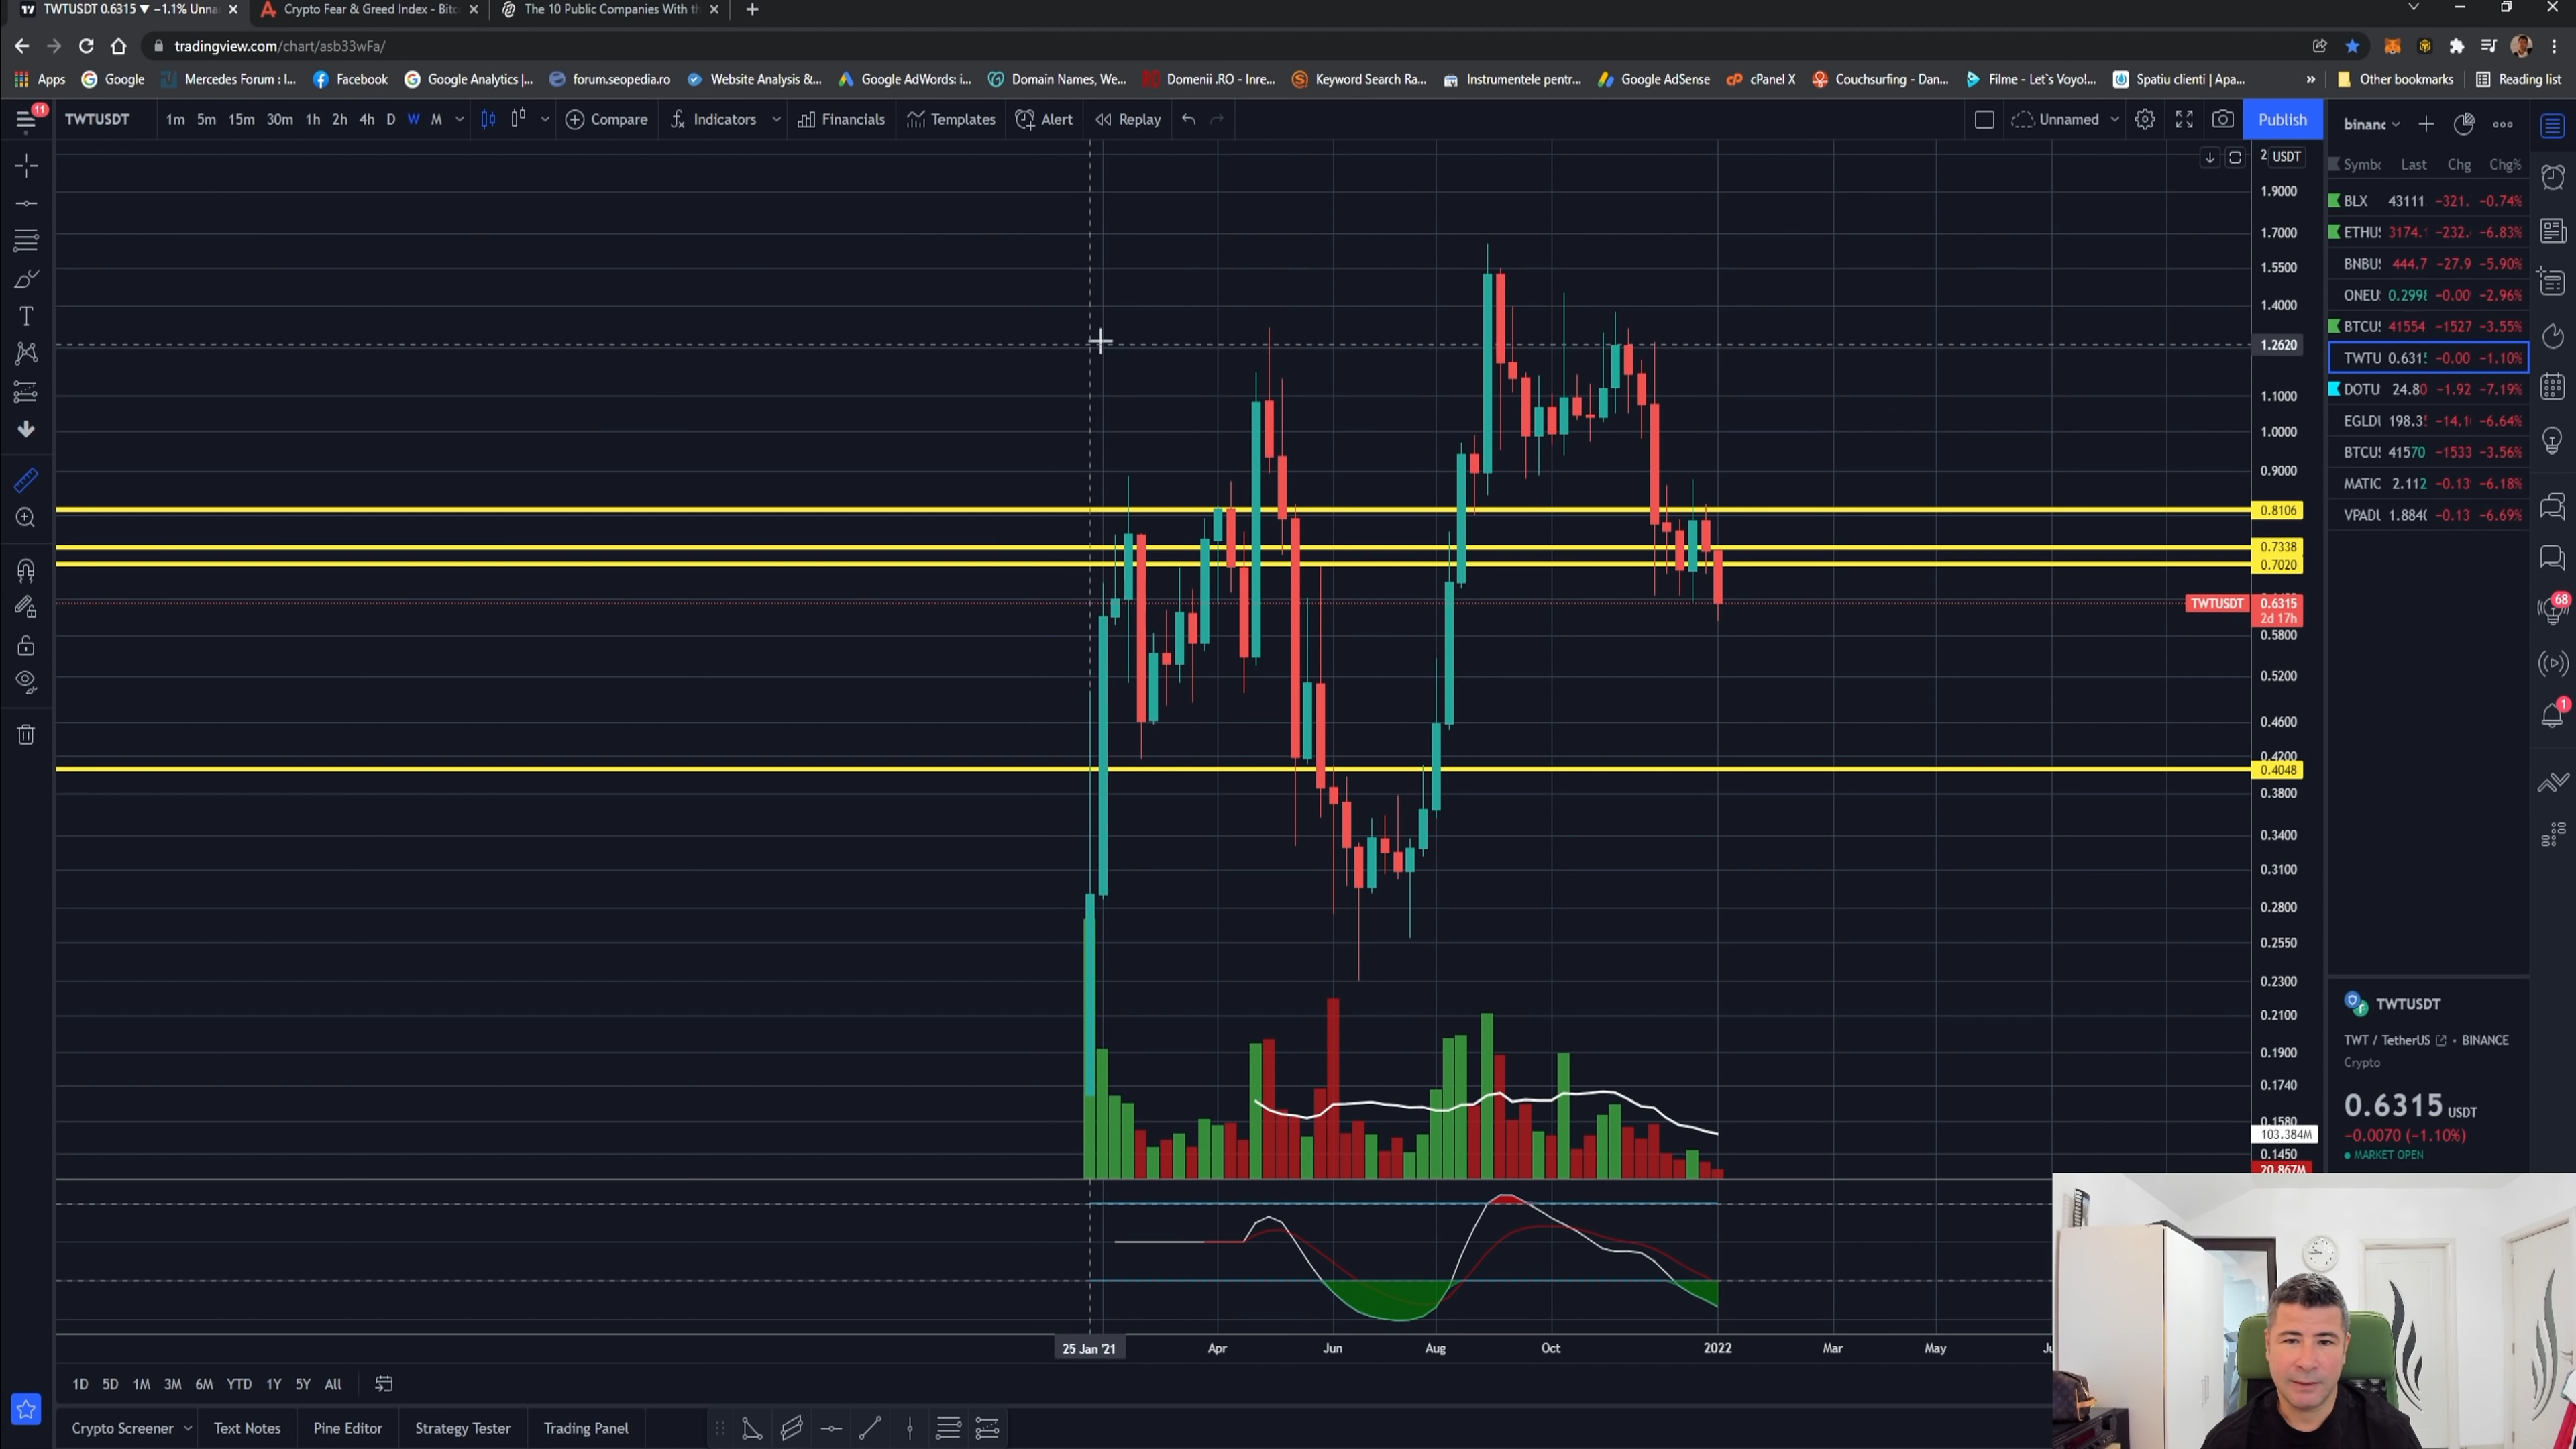 TWTUSDT 0.6315 ▼ −1.1% Unna
Crypto Fear & Greed Index - Bitc
The 10 Public Companies With th
tradingview.com/chart/asb33wFa/
Apps
Google
Mercedes Forum : I...
Facebook
Google Analytics |...
forum.seopedia.ro
Website Analysis &...
Google AdWords: i...
Domain Names, We...
Domenii .RO - Inre...
Keyword Search Ra...
Instrumentele pentr...
Google AdSense
cPanel X
Couchsurfing - Dan...
Filme - Let`s Voyo!...
Spatiu clienti | Apa...
»
Other bookmarks
Reading list
11
TWTUSDT
1m 5m 15m 30m 1h 2h 4h D W M
Compare
Indicators
Financials
Templates
Alert
Replay
Unnamed
Publish
binanc
Last Chg Chg%
BLX 43111 −321. −0.74%
ETHU 3174. −232. −6.83%
BNBU 444.7 −27.9 −5.90%
ONEU 0.2998 −0.00 −2.96%
BTCU 41554 −1527 −3.55%
TWTU 0.631 −0.00 −1.10%
DOTU 24.80 −1.92 −7.19%
EGLD 198.3 −14.1 −6.64%
BTCU 41570 −1533 −3.56%
MATIC 2.112 −0.13 −6.18%
VPAD 1.884 −0.13 −6.69%
2 USDT
1.9000
1.7000
1.5500
1.4000
1.2620
1.1000
1.0000
0.9000
0.8106
0.7338
0.7020
TWTUSDT 0.6315
2d 17h
0.5800
0.5200
0.4600
0.4200
0.4048
0.3800
0.3400
0.3100
0.2800
0.2550
0.2300
0.2100
0.1900
0.1740
0.1580
103.384M
0.1450
20.867M
68
1
TWTUSDT
TWT / TetherUS • BINANCE
Crypto
0.6315 USDT
−0.0070 (−1.10%)
● MARKET OPEN
25 Jan '21
Apr
Jun
Aug
Oct
2022
Mar
May
1D 5D 1M 3M 6M YTD 1Y 5Y All
Crypto Screener
Text Notes
Pine Editor
Strategy Tester
Trading Panel